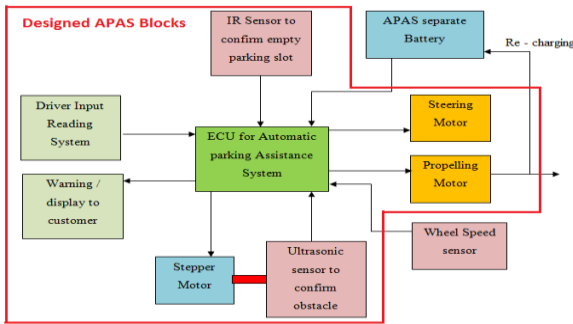 Designed APAS Blocks
IR Sensor to
confirm empty
parking slot
APAS separate
Battery
Re - charging
Driver Input
Reading
System
ECU for Automatic
parking Assistance
System
Steering
Motor
Propelling
Motor
Warning /
display to
customer
Wheel Speed
sensor
Stepper
Motor
Ultrasonic
sensor to
confirm
obstacle